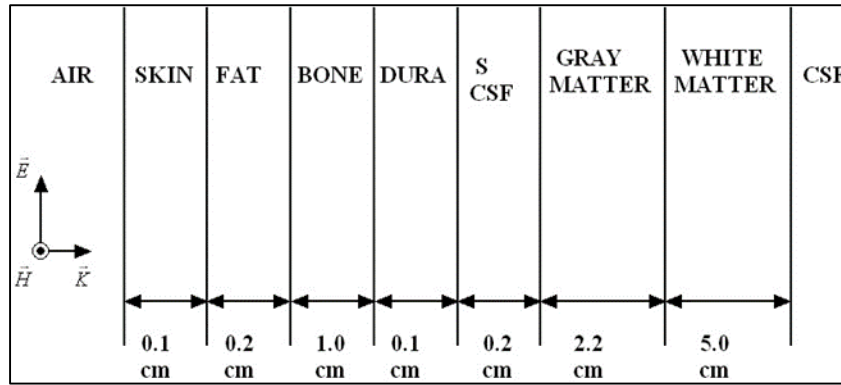 AIR
SKIN
FAT
BONE
DURA
S
CSF
GRAY
MATTER
WHITE
MATTER
CSF
E
H
K
0.1
cm
0.2
cm
1.0
cm
0.1
cm
0.2
cm
2.2
cm
5.0
cm